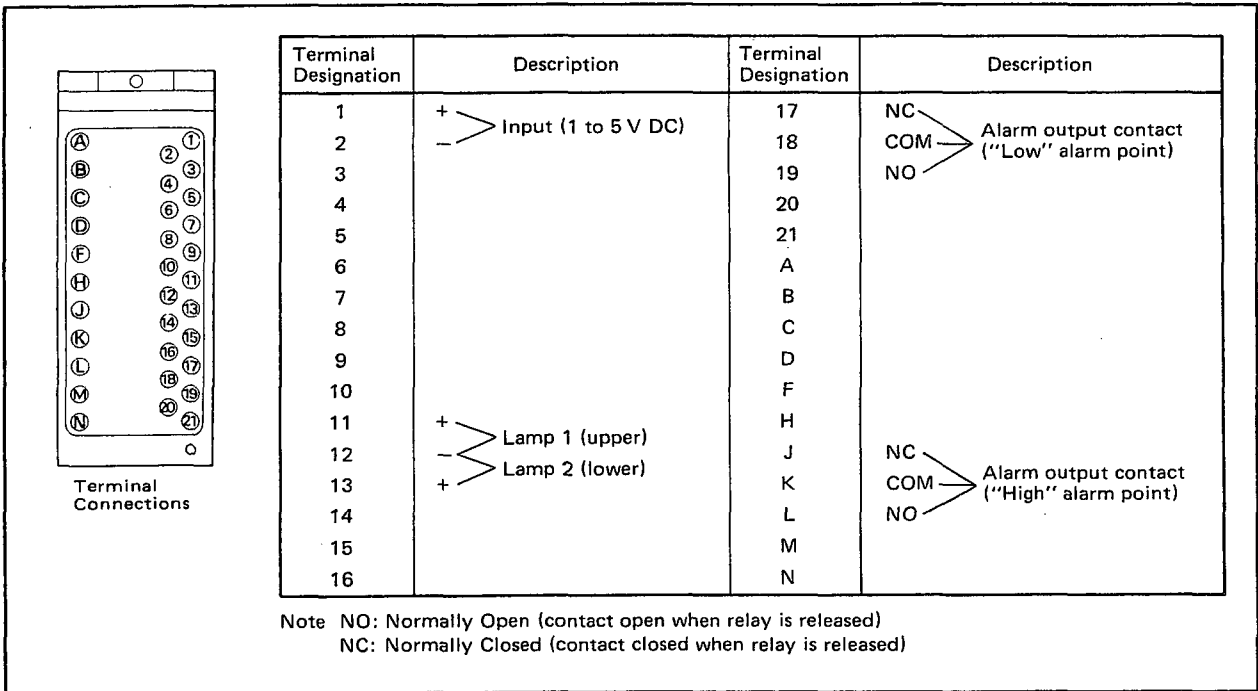 A ① 
② 
B ③
④
C ⑤
⑥
D ⑦
⑧
F ⑨
⑩
H ⑪
⑫
J ⑬
⑭
K ⑮
⑯
L ⑰
⑱
M ⑲
⑳
N ㉑
Terminal
Connections
Terminal Designation Description Terminal Designation Description
1 + Input (1 to 5 V DC) 17 NC Alarm output contact ("Low" alarm point)
2 – 18 COM
3 19 NO
4 20
5 21
6 A
7 B
8 C
9 D
10 F
11 + Lamp 1 (upper) H
12 – J NC Alarm output contact ("High" alarm point)
13 + Lamp 2 (lower) K COM
14 L NO
15 M
16 N
Note NO: Normally Open (contact open when relay is released)
NC: Normally Closed (contact closed when relay is released)